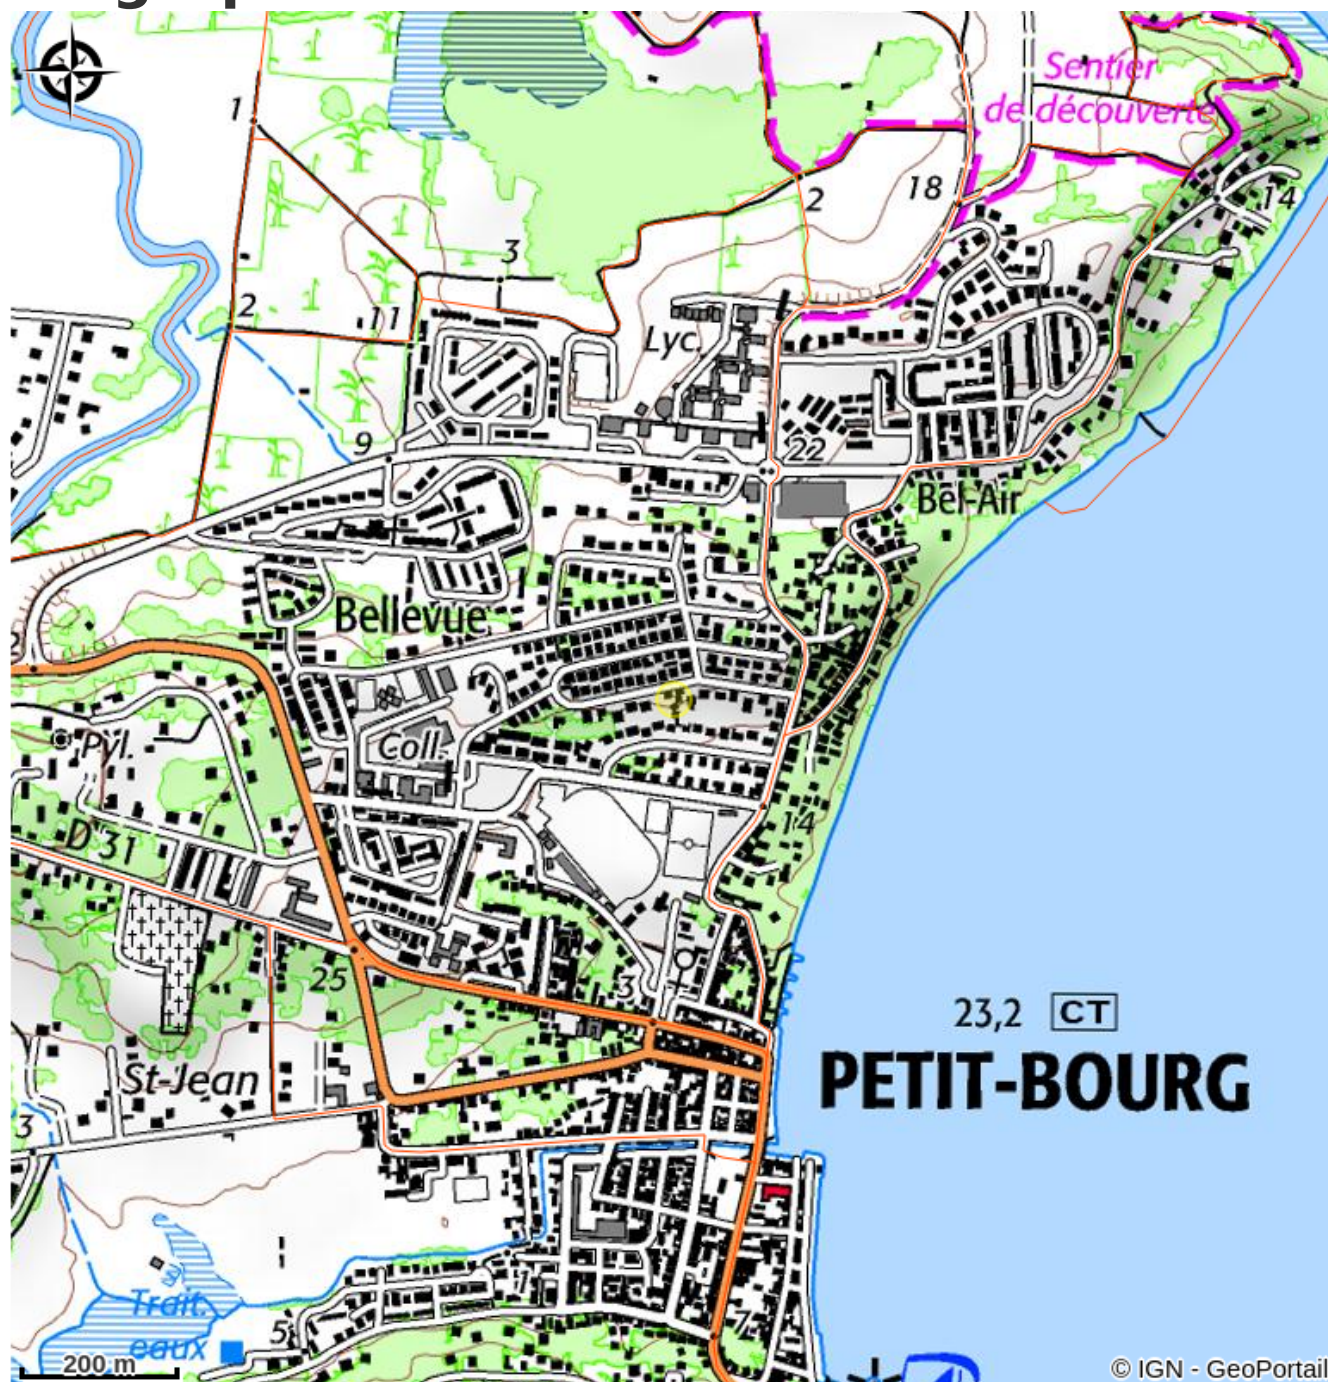 Sentier
de découverte
1
18
14
2
3
2
11
Lyc.
9
22
Bel-Air
Bellevue
Pyl.
Coll.
D 31
14
25
3
23,2 CT
PETIT-BOURG
St-Jean
3
1
Trait.
eaux
5
7
200 m
© IGN - GeoPortail